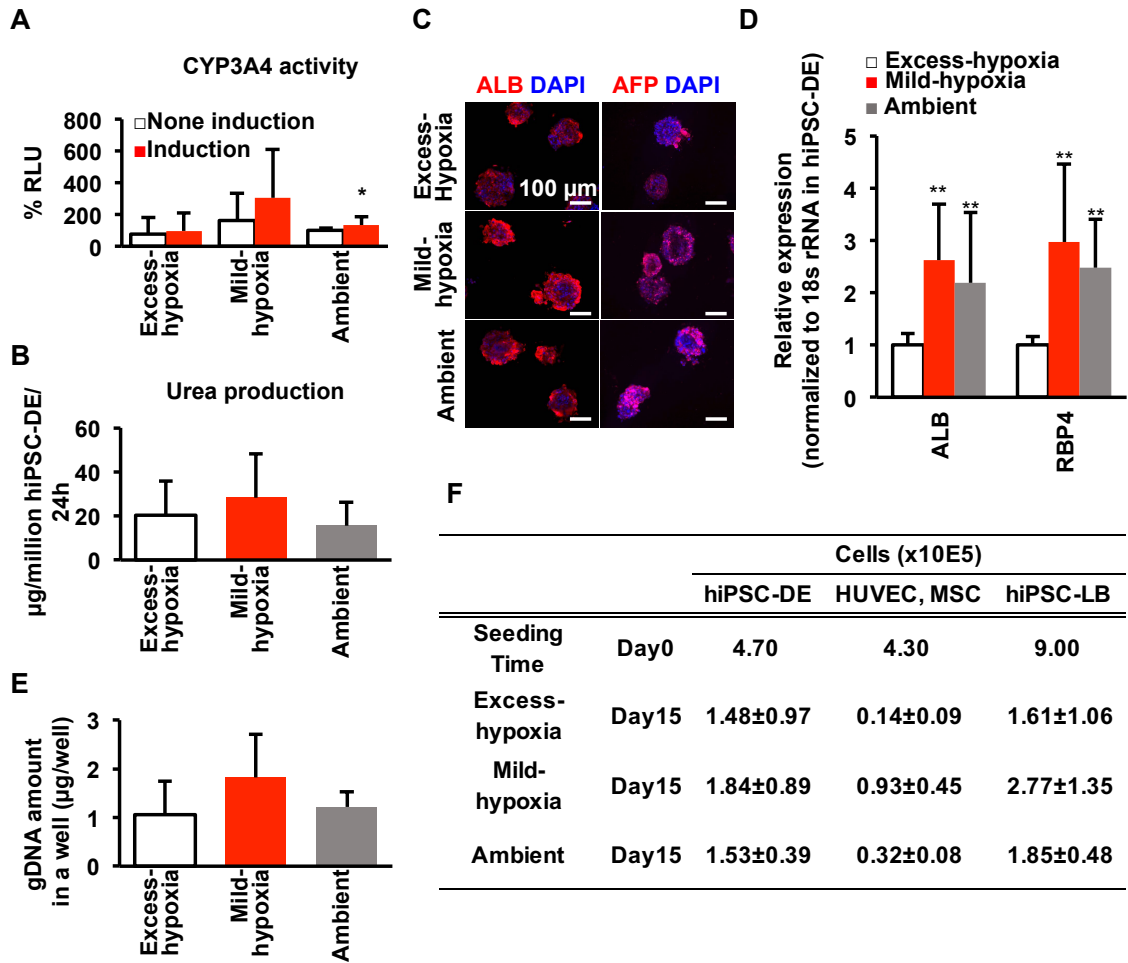 A
CYP3A4 activity
None induction
Induction
% RLU
800
600
400
200
0
*
Excess-
hypoxia
Mild-
hypoxia
Ambient
B
Urea production
µg/million hiPSC-DE/
24h
60
40
20
0
Excess-
hypoxia
Mild-
hypoxia
Ambient
E
gDNA amount
in a well (µg/well)
3
2
1
0
Excess-
hypoxia
Mild-
hypoxia
Ambient
C
ALB DAPI
AFP DAPI
Excess-
Hypoxia
100 µm
Mild-
hypoxia
Ambient
D
Excess-hypoxia
Mild-hypoxia
Ambient
Relative expression
(normalized to 18s rRNA in hiPSC-DE)
5
4
3
2
1
0
**
**
**
**
ALB
RBP4
F
Cells (x10E5)
hiPSC-DE HUVEC, MSC hiPSC-LB
Seeding
Time
Day0 4.70 4.30 9.00
Excess-
hypoxia
Day15 1.48±0.97 0.14±0.09 1.61±1.06
Mild-
hypoxia
Day15 1.84±0.89 0.93±0.45 2.77±1.35
Ambient Day15 1.53±0.39 0.32±0.08 1.85±0.48